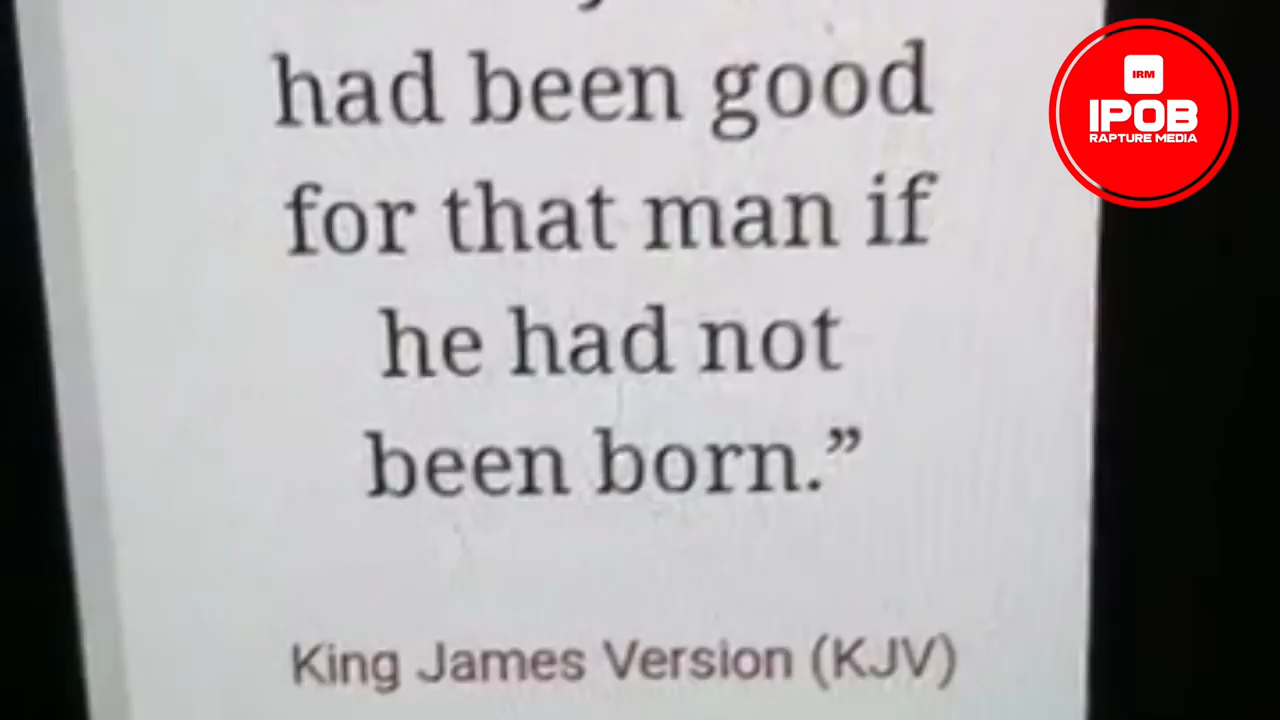 had been good
for that man if
he had not
been born.”
King James Version (KJV)
IRM
IPOB
RAPTURE MEDIA